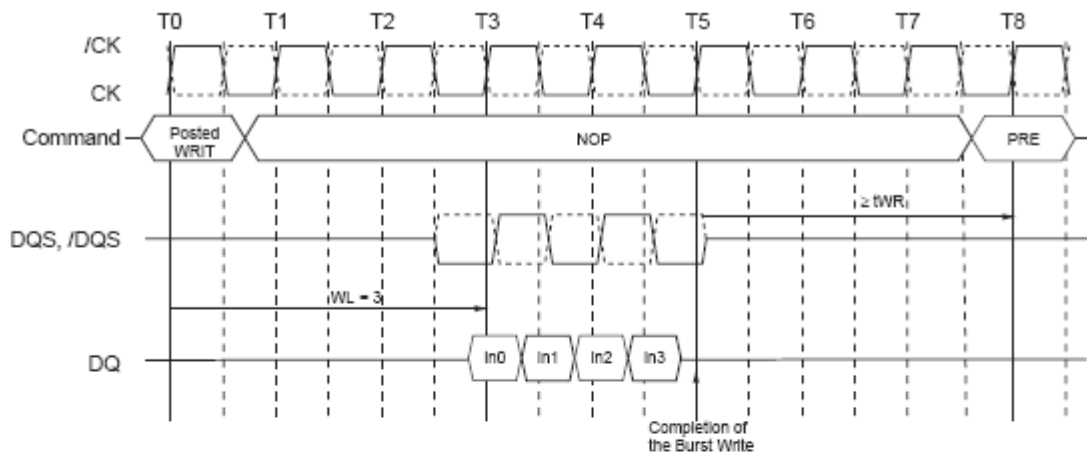 T0 T1 T2 T3 T4 T5 T6 T7 T8
/CK
CK
Command
Posted
WRIT
NOP
PRE
≥ tWR
DQS, /DQS
WL = 3
DQ
In0 In1 In2 In3
Completion of
the Burst Write